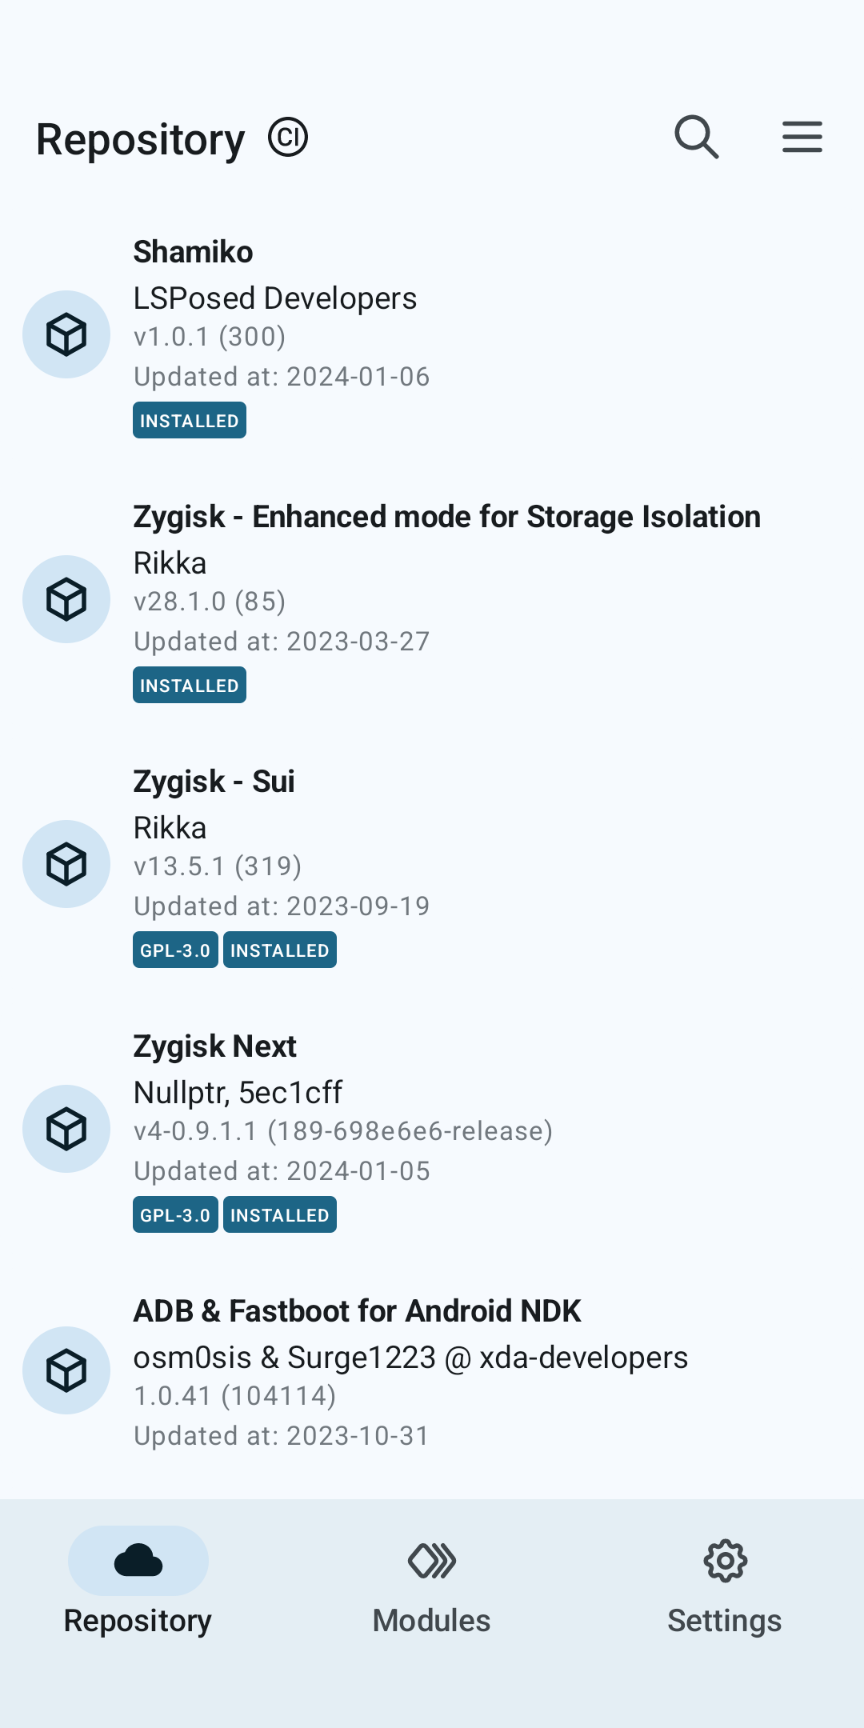 Repository CI
Shamiko
LSPosed Developers
v1.0.1 (300)
Updated at: 2024-01-06
INSTALLED
Zygisk - Enhanced mode for Storage Isolation
Rikka
v28.1.0 (85)
Updated at: 2023-03-27
INSTALLED
Zygisk - Sui
Rikka
v13.5.1 (319)
Updated at: 2023-09-19
GPL-3.0 INSTALLED
Zygisk Next
Nullptr, 5ec1cff
v4-0.9.1.1 (189-698e6e6-release)
Updated at: 2024-01-05
GPL-3.0 INSTALLED
ADB & Fastboot for Android NDK
osm0sis & Surge1223 @ xda-developers
1.0.41 (104114)
Updated at: 2023-10-31
Repository Modules Settings